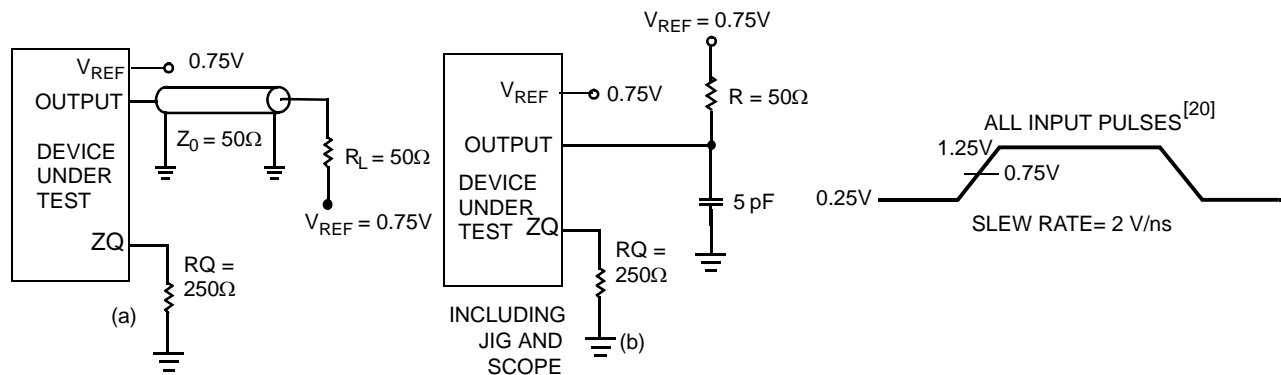 V_REF 0.75V
OUTPUT
Z_0 = 50Ω
DEVICE
UNDER
TEST
R_L = 50Ω
V_REF = 0.75V
ZQ
RQ =
250Ω
(a)
V_REF = 0.75V
V_REF 0.75V
R = 50Ω
OUTPUT
DEVICE
UNDER
TEST
ZQ
5 pF
RQ =
250Ω
INCLUDING
JIG AND
SCOPE
(b)
ALL INPUT PULSES[20]
1.25V
0.75V
0.25V
SLEW RATE= 2 V/ns